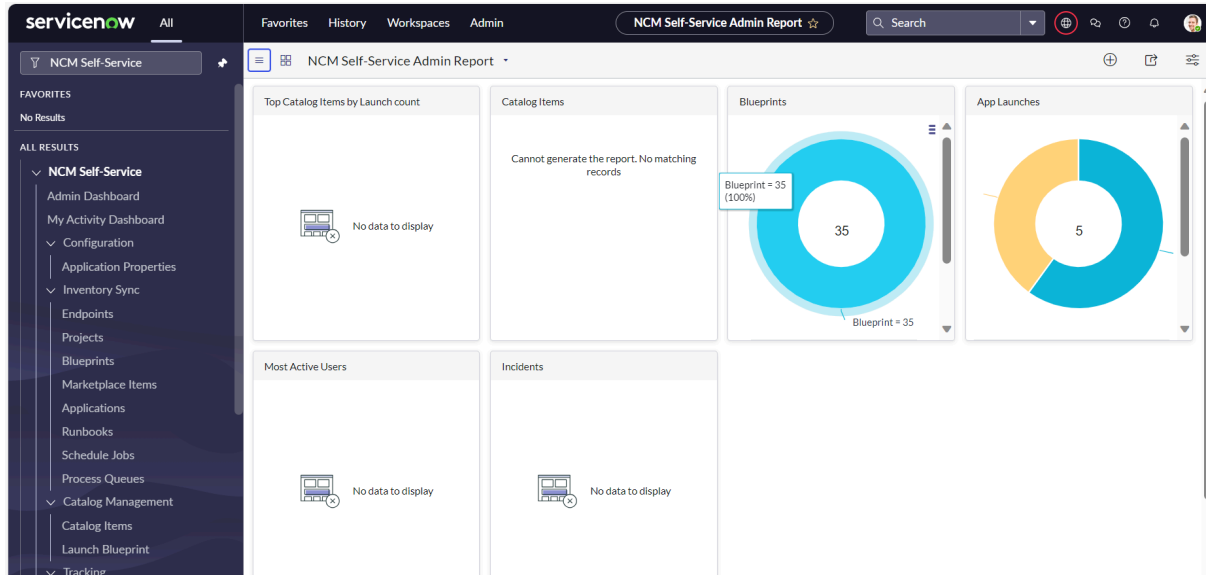 servicenow
All
Favorites
History
Workspaces
Admin
NCM Self-Service Admin Report
Search
NCM Self-Service
NCM Self-Service Admin Report
FAVORITES
No Results
ALL RESULTS
NCM Self-Service
Admin Dashboard
My Activity Dashboard
Configuration
Application Properties
Inventory Sync
Endpoints
Projects
Blueprints
Marketplace Items
Applications
Runbooks
Schedule Jobs
Process Queues
Catalog Management
Catalog Items
Launch Blueprint
Tracking
Top Catalog Items by Launch count
No data to display
Catalog Items
Cannot generate the report. No matching
records
Blueprints
Blueprint = 35
(100%)
35
Blueprint = 35
App Launches
5
Most Active Users
No data to display
Incidents
No data to display